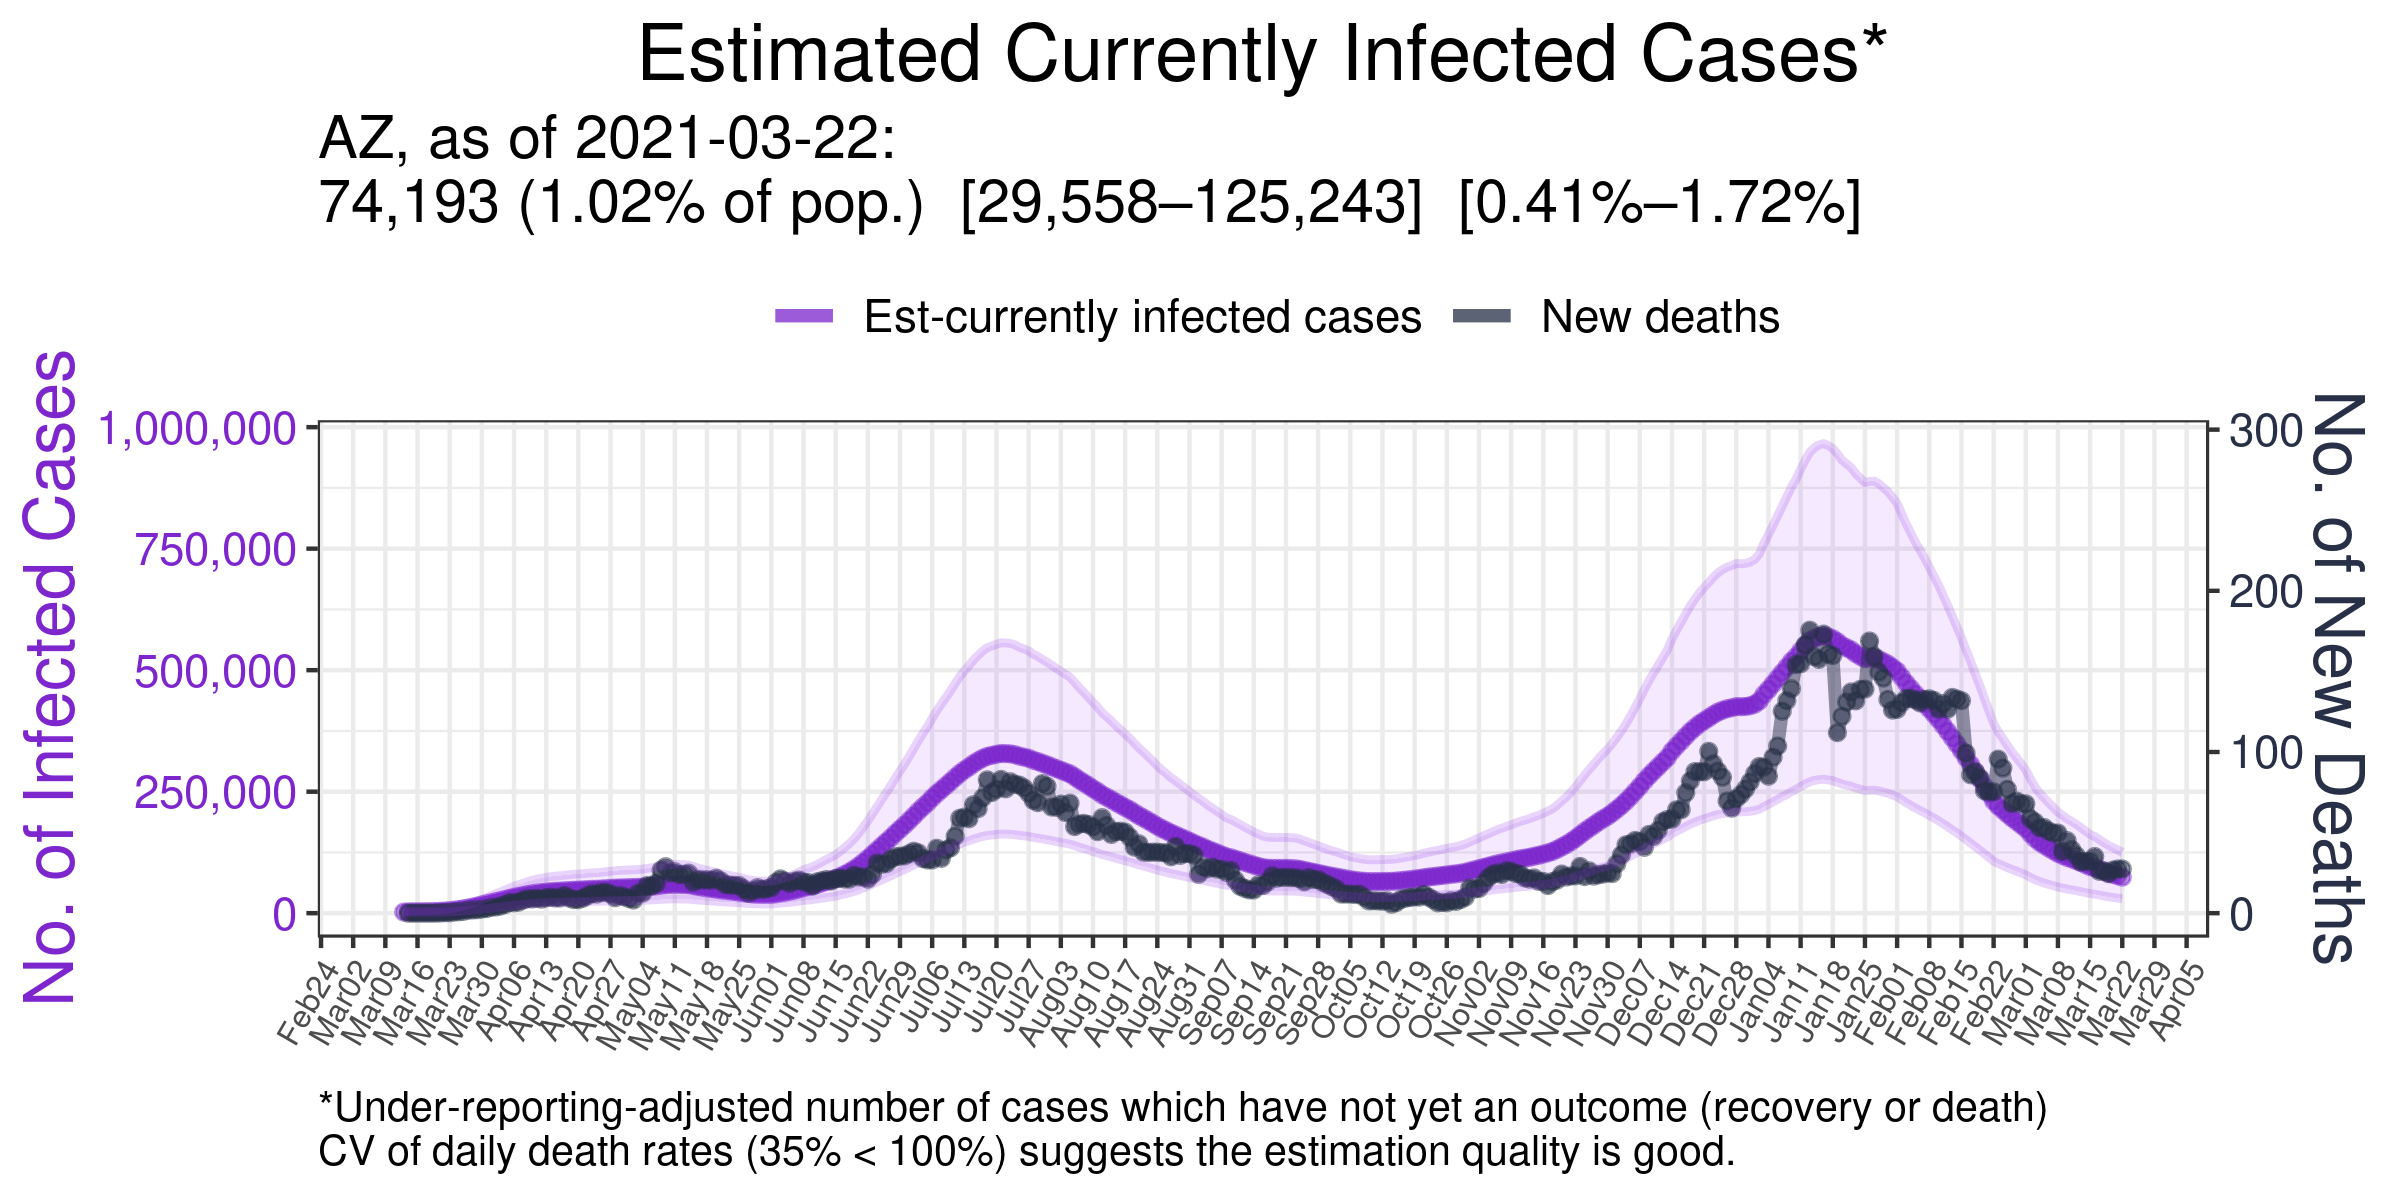 Estimated Currently Infected Cases*
AZ, as of 2021-03-22:
74,193 (1.02% of pop.) [29,558–125,243] [0.41%–1.72%]
Est-currently infected cases
New deaths
No. of Infected Cases
1,000,000
750,000
500,000
250,000
0
300
200
100
0
No. of New Deaths
Feb24
Mar02
Mar09
Mar16
Mar23
Mar30
Apr06
Apr13
Apr20
Apr27
May04
May11
May18
May25
Jun01
Jun08
Jun15
Jun22
Jun29
Jul06
Jul13
Jul20
Jul27
Aug03
Aug10
Aug17
Aug24
Aug31
Sep07
Sep14
Sep21
Sep28
Oct05
Oct12
Oct19
Oct26
Nov02
Nov09
Nov16
Nov23
Nov30
Dec07
Dec14
Dec21
Dec28
Jan04
Jan11
Jan18
Jan25
Feb01
Feb08
Feb15
Feb22
Mar01
Mar08
Mar15
Mar22
Mar29
Apr05
*Under-reporting-adjusted number of cases which have not yet an outcome (recovery or death)
CV of daily death rates (35% < 100%) suggests the estimation quality is good.